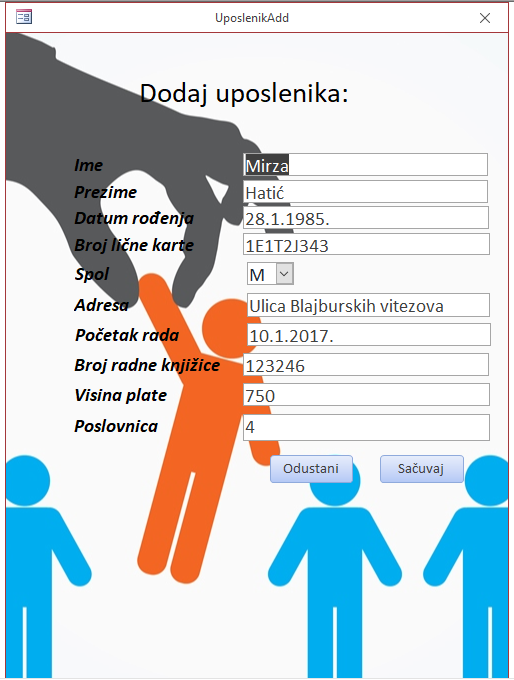 UposlenikAdd
Dodaj uposlenika:
Ime Mirza
Prezime Hatić
Datum rođenja 28.1.1985.
Broj lične karte 1E1T2J343
Spol M
Adresa Ulica Blajburskih vitezova
Početak rada 10.1.2017.
Broj radne knjižice 123246
Visina plate 750
Poslovnica 4
Odustani Sačuvaj